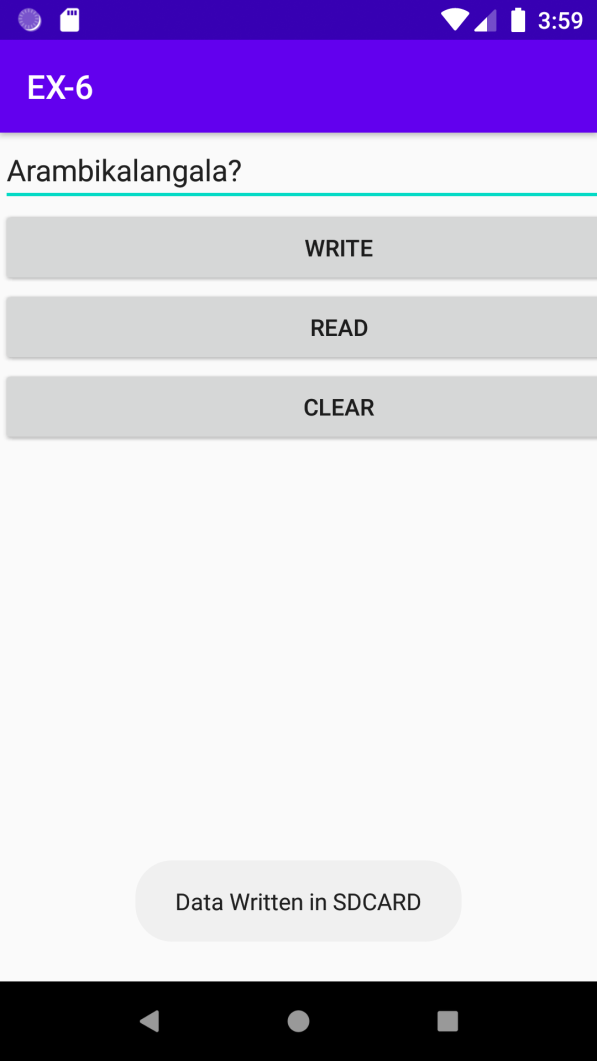 3:59
EX-6
Arambikalangala?
WRITE
READ
CLEAR
Data Written in SDCARD